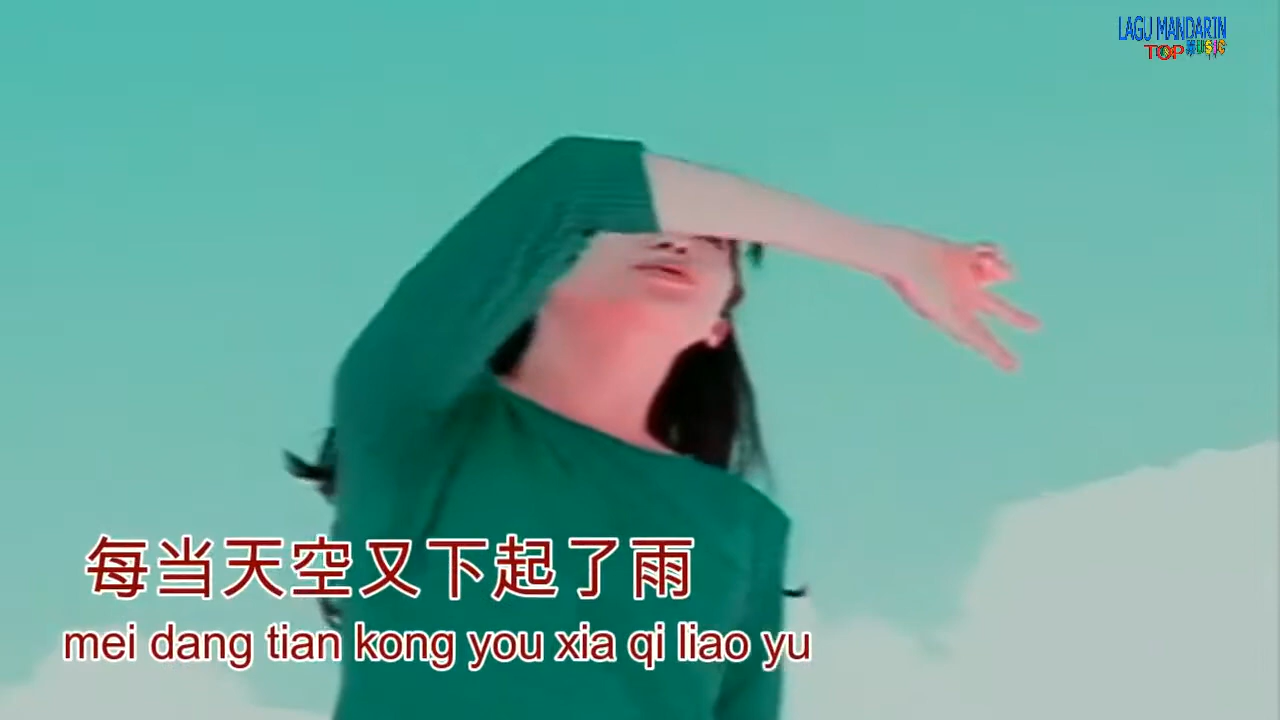 LAGU MANDARIN
TOP MUSIC
每当天空又下起了雨
mei dang tian kong you xia qi liao yu